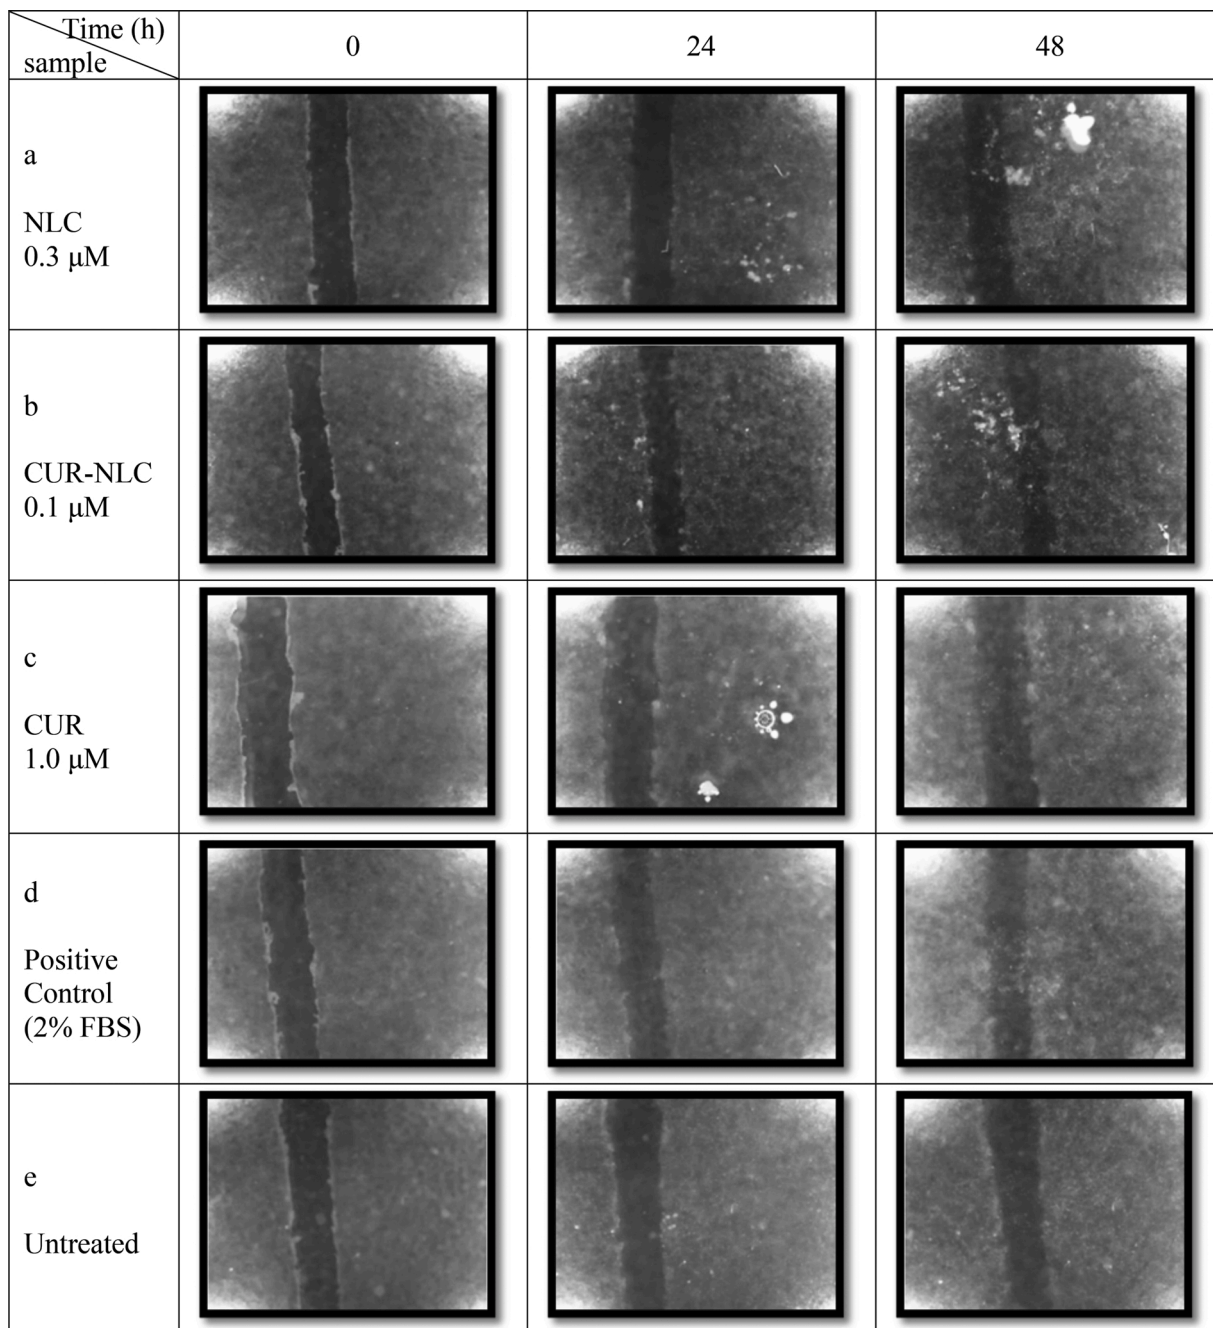 Time (h)
sample
0
24
48
a
NLC
0.3 μM
b
CUR-NLC
0.1 μM
c
CUR
1.0 μM
d
Positive
Control
(2% FBS)
e
Untreated